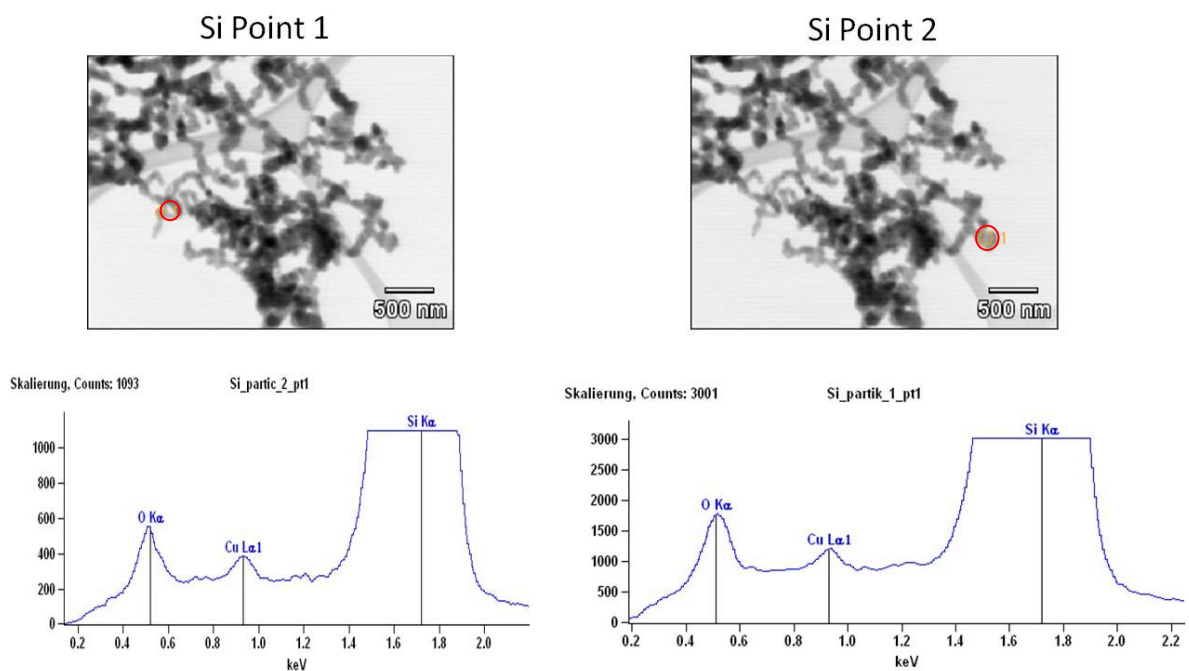 Si Point 1
Si Point 2
500 nm
1
500 nm
Skalierung, Counts: 1093
Si_partic_2_pt1
Si Kα
1000
800
O Kα
600
Cu Lα1
400
200
0
0.2 0.4 0.6 0.8 1.0 1.2 1.4 1.6 1.8 2.0
keV
Skalierung, Counts: 3001
Si_partik_1_pt1
Si Kα
3000
2500
O Kα
2000
1500
Cu Lα1
1000
500
0
0.2 0.4 0.6 0.8 1.0 1.2 1.4 1.6 1.8 2.0 2.2
keV